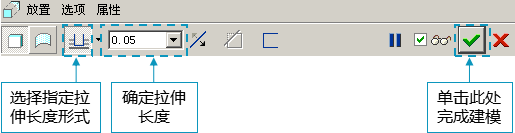 放置 选项 属性
0.05
选择指定拉
伸长度形式
确定拉伸
长度
单击此处
完成建模